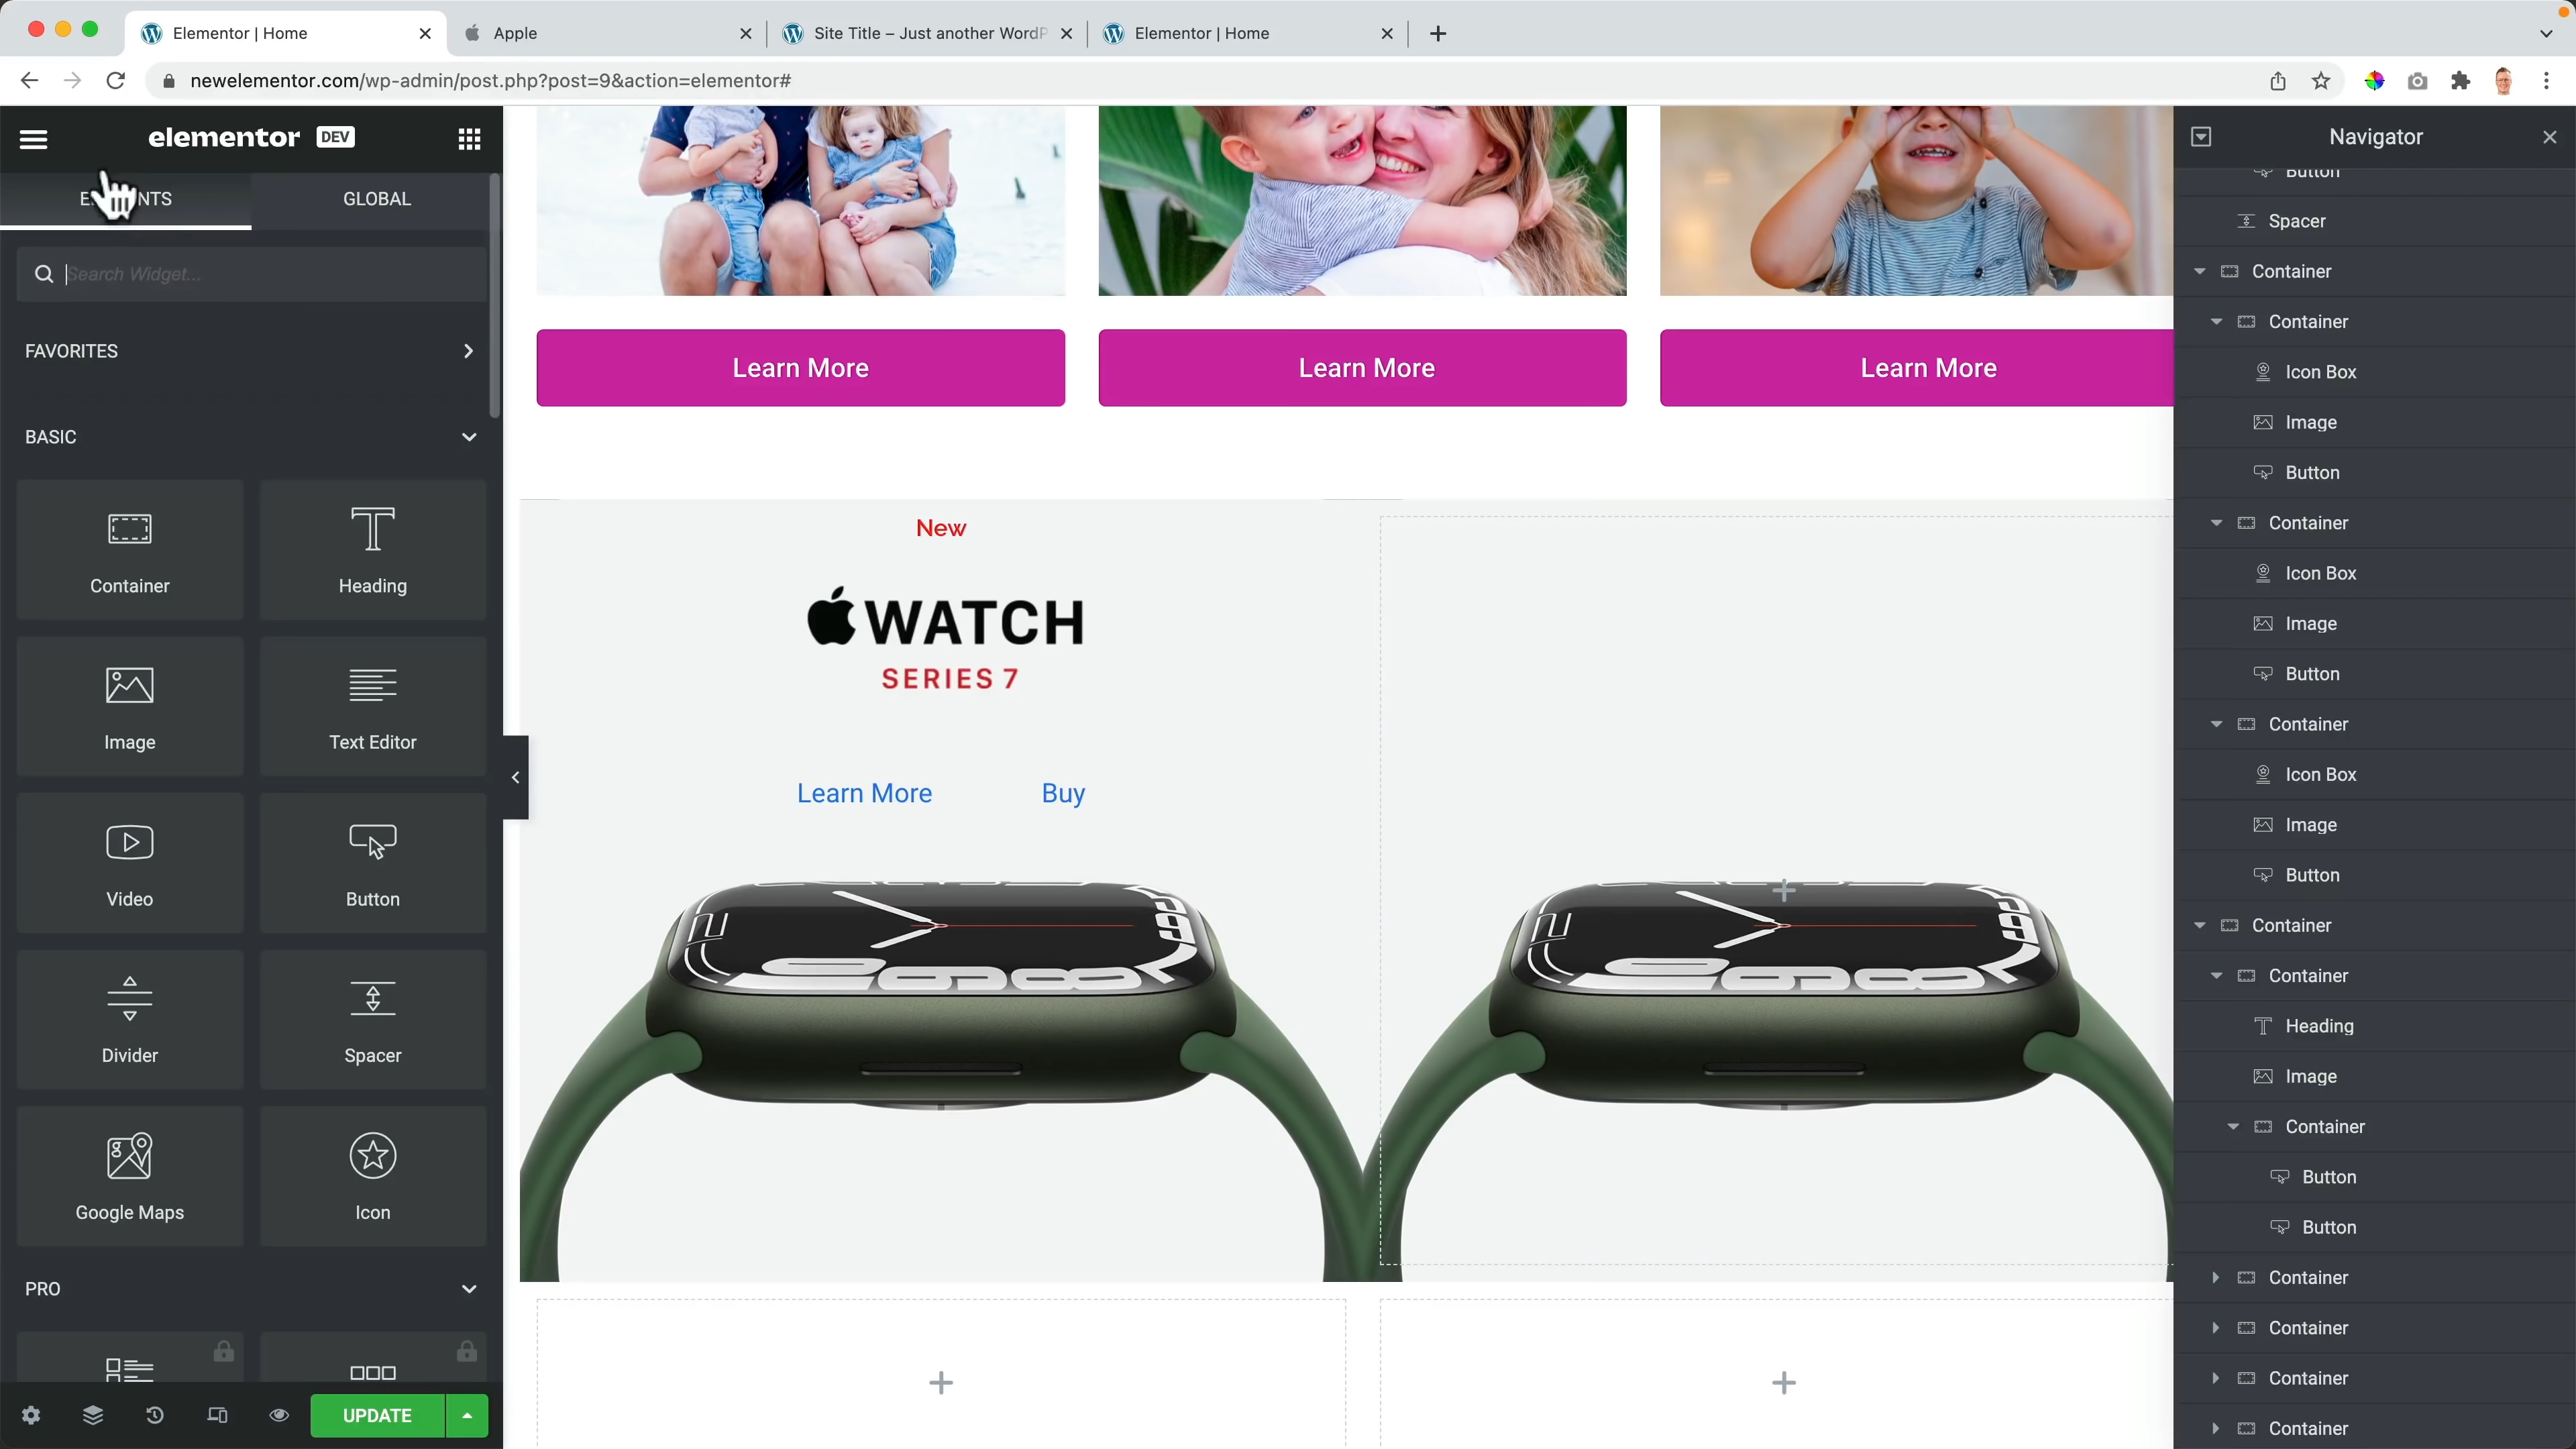 Elementor | Home
Apple
Site Title – Just another WordP
Elementor | Home
newelementor.com/wp-admin/post.php?post=9&action=elementor#
elementor DEV
GLOBAL
Search Widget...
FAVORITES
BASIC
Container
Heading
Image
Text Editor
Video
Button
Divider
Spacer
Google Maps
Icon
PRO
UPDATE
Learn More
Learn More
Learn More
New
WATCH
SERIES 7
Learn More
Buy
Navigator
Button
Spacer
Container
Container
Icon Box
Image
Button
Container
Icon Box
Image
Button
Container
Icon Box
Image
Button
Container
Container
Heading
Image
Container
Button
Button
Container
Container
Container
Container